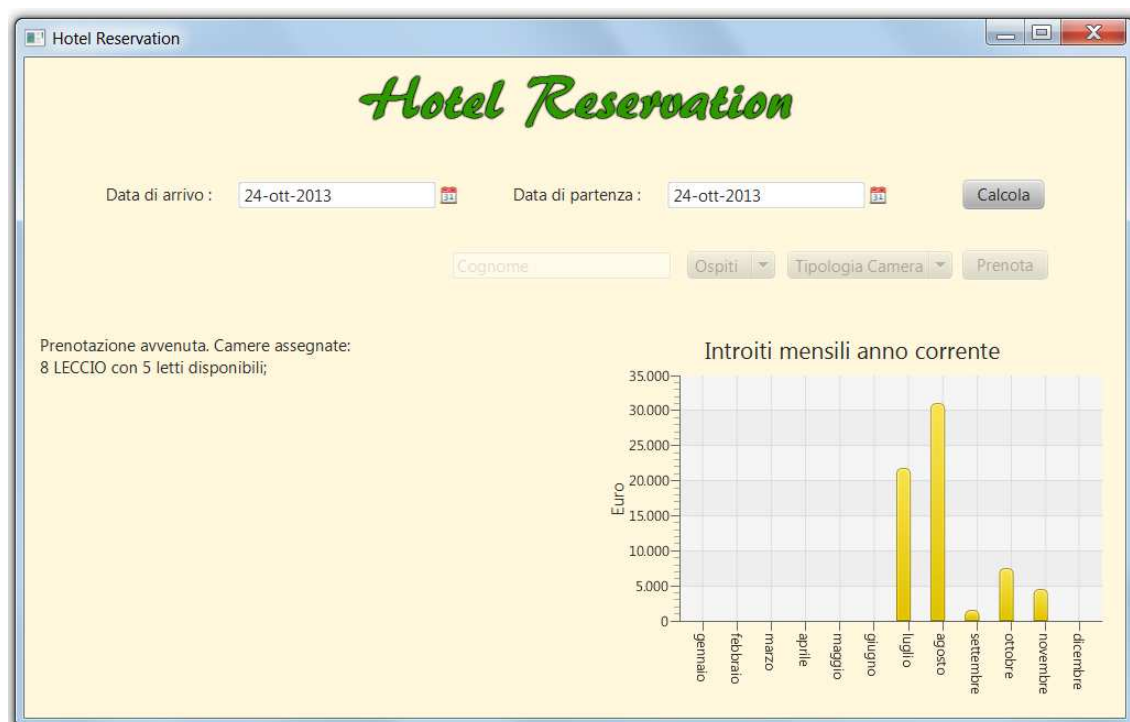 Hotel Reservation
Hotel Reservation
Data di arrivo : 24-ott-2013 31 Data di partenza : 24-ott-2013 31 Calcola
Cognome Ospiti Tipologia Camera Prenota
Prenotazione avvenuta. Camere assegnate:
8 LECCIO con 5 letti disponibili;
Introiti mensili anno corrente
Euro
35.000
30.000
25.000
20.000
15.000
10.000
5.000
0
gennaio
febbraio
marzo
aprile
maggio
giugno
luglio
agosto
settembre
ottobre
novembre
dicembre